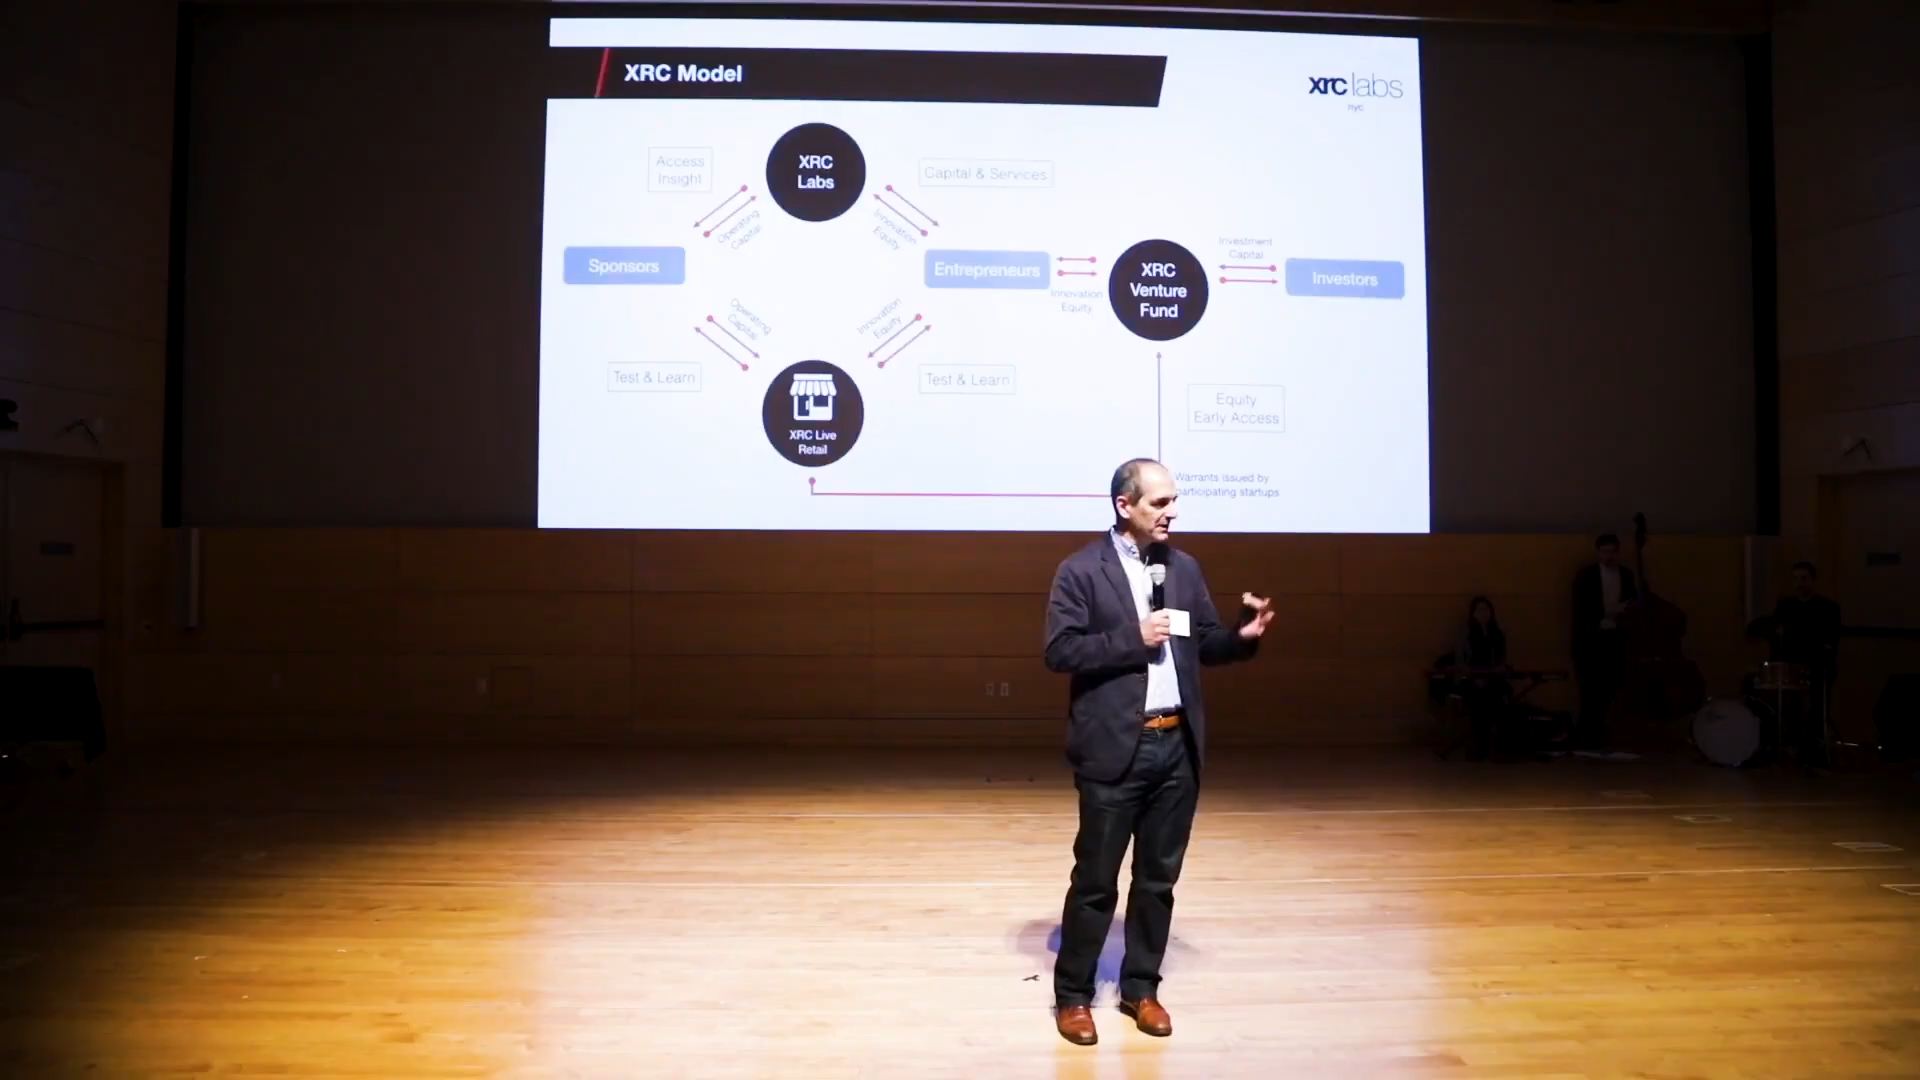 XRC Model
xrclabs
nyc
XRC
Labs
Access
Insight
Capital & Services
Operating
Capital
Innovation
Equity
Sponsors
Entrepreneurs
XRC
Venture
Fund
Investment
Capital
Investors
Innovation
Equity
Operating
Capital
Innovation
Equity
Test & Learn
XRC Live
Retail
Test & Learn
Equity
Early Access
Warrants issued by
participating startups